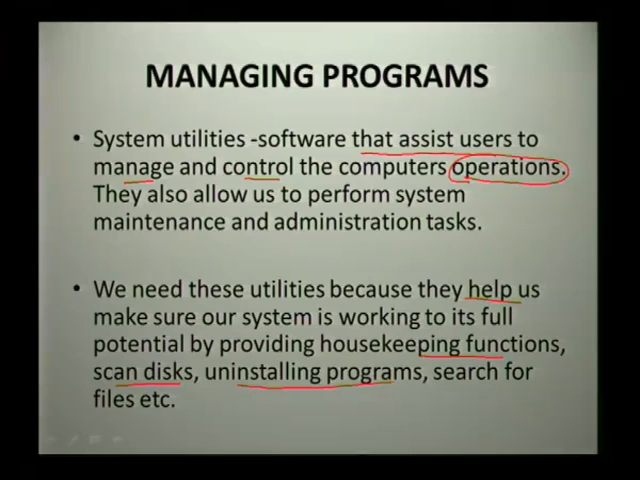 MANAGING PROGRAMS
• System utilities -software that assist users to
manage and control the computers operations.
They also allow us to perform system
maintenance and administration tasks.
• We need these utilities because they help us
make sure our system is working to its full
potential by providing housekeeping functions,
scan disks, uninstalling programs, search for
files etc.